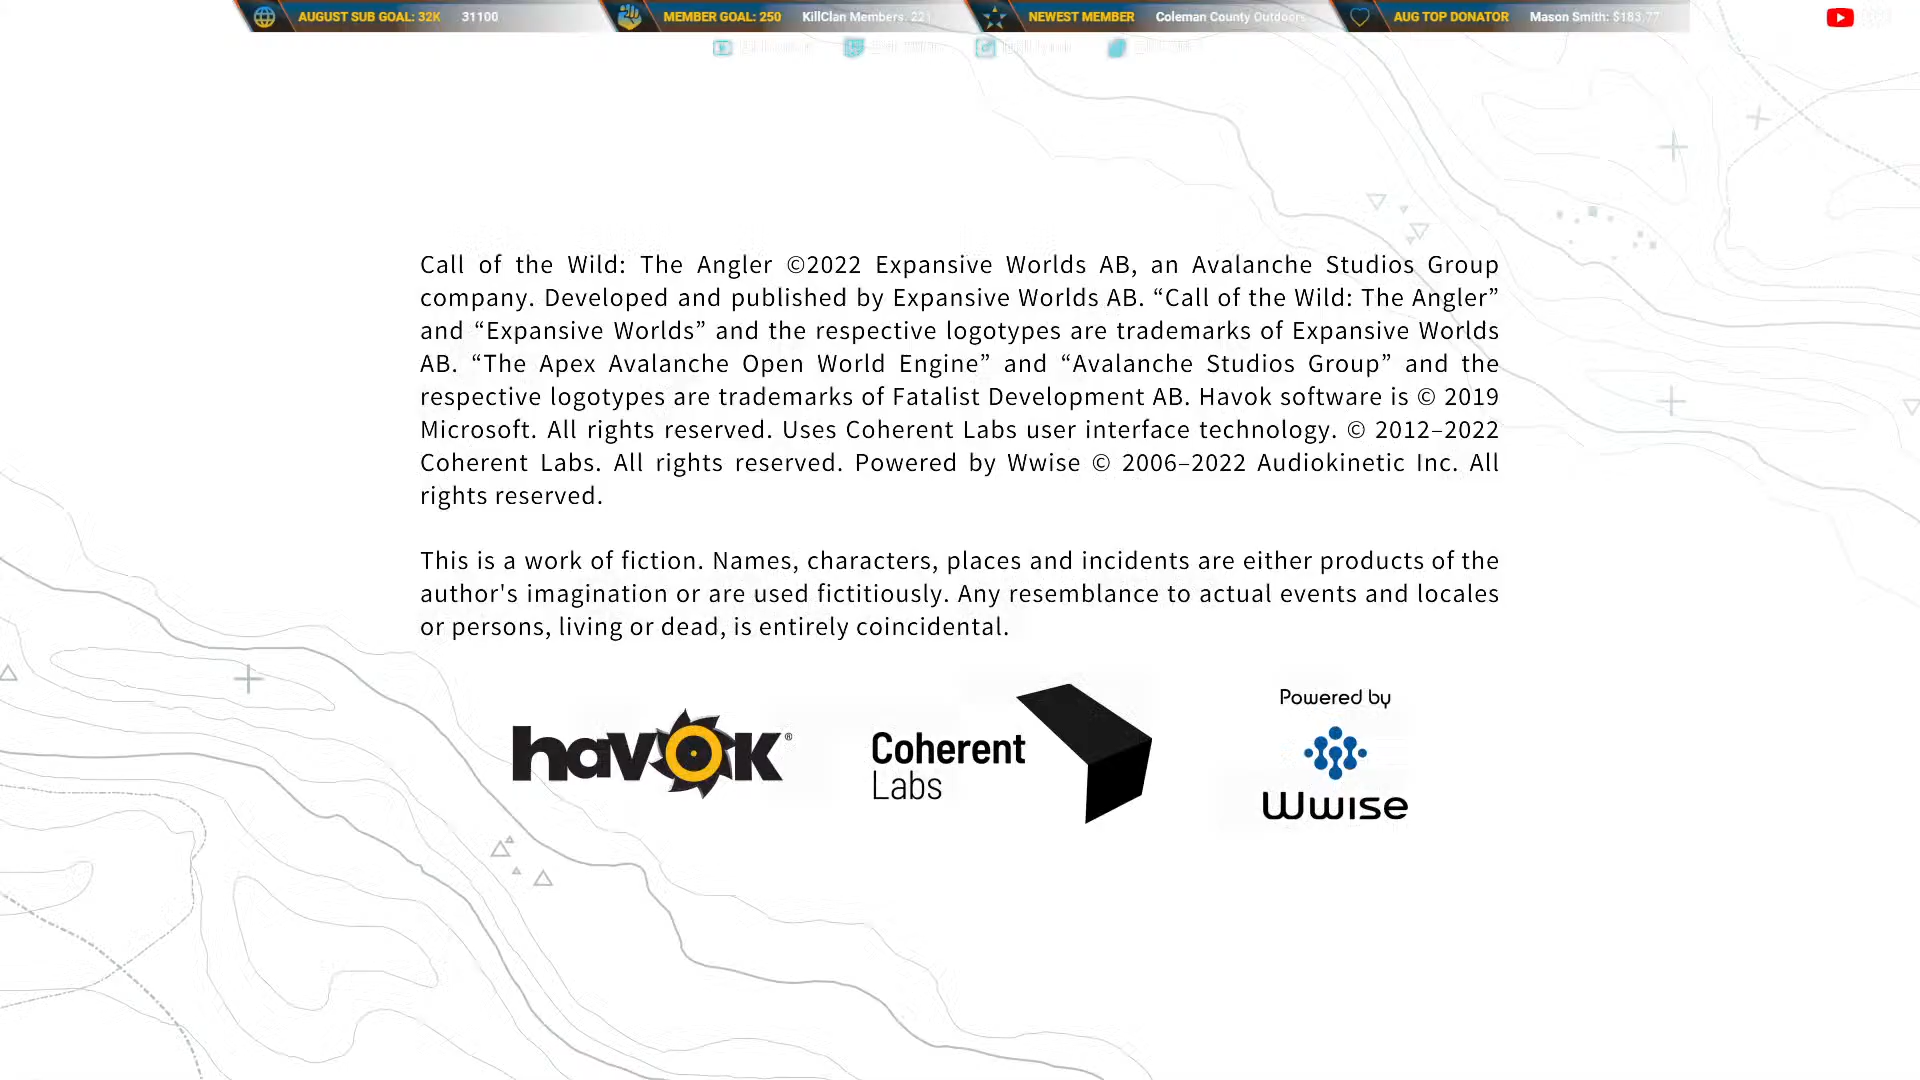 AUGUST SUB GOAL: 32K 31100 MEMBER GOAL: 250 KillClan Members: 221 NEWEST MEMBER Coleman County Outdoors AUG TOP DONATOR Mason Smith: $183.77
Call of the Wild: The Angler ©2022 Expansive Worlds AB, an Avalanche Studios Group
company. Developed and published by Expansive Worlds AB. “Call of the Wild: The Angler”
and “Expansive Worlds” and the respective logotypes are trademarks of Expansive Worlds
AB. “The Apex Avalanche Open World Engine” and “Avalanche Studios Group” and the
respective logotypes are trademarks of Fatalist Development AB. Havok software is © 2019
Microsoft. All rights reserved. Uses Coherent Labs user interface technology. © 2012–2022
Coherent Labs. All rights reserved. Powered by Wwise © 2006–2022 Audiokinetic Inc. All
rights reserved.
This is a work of fiction. Names, characters, places and incidents are either products of the
author's imagination or are used fictitiously. Any resemblance to actual events and locales
or persons, living or dead, is entirely coincidental.
havok®
Coherent
Labs
Powered by
Wwise